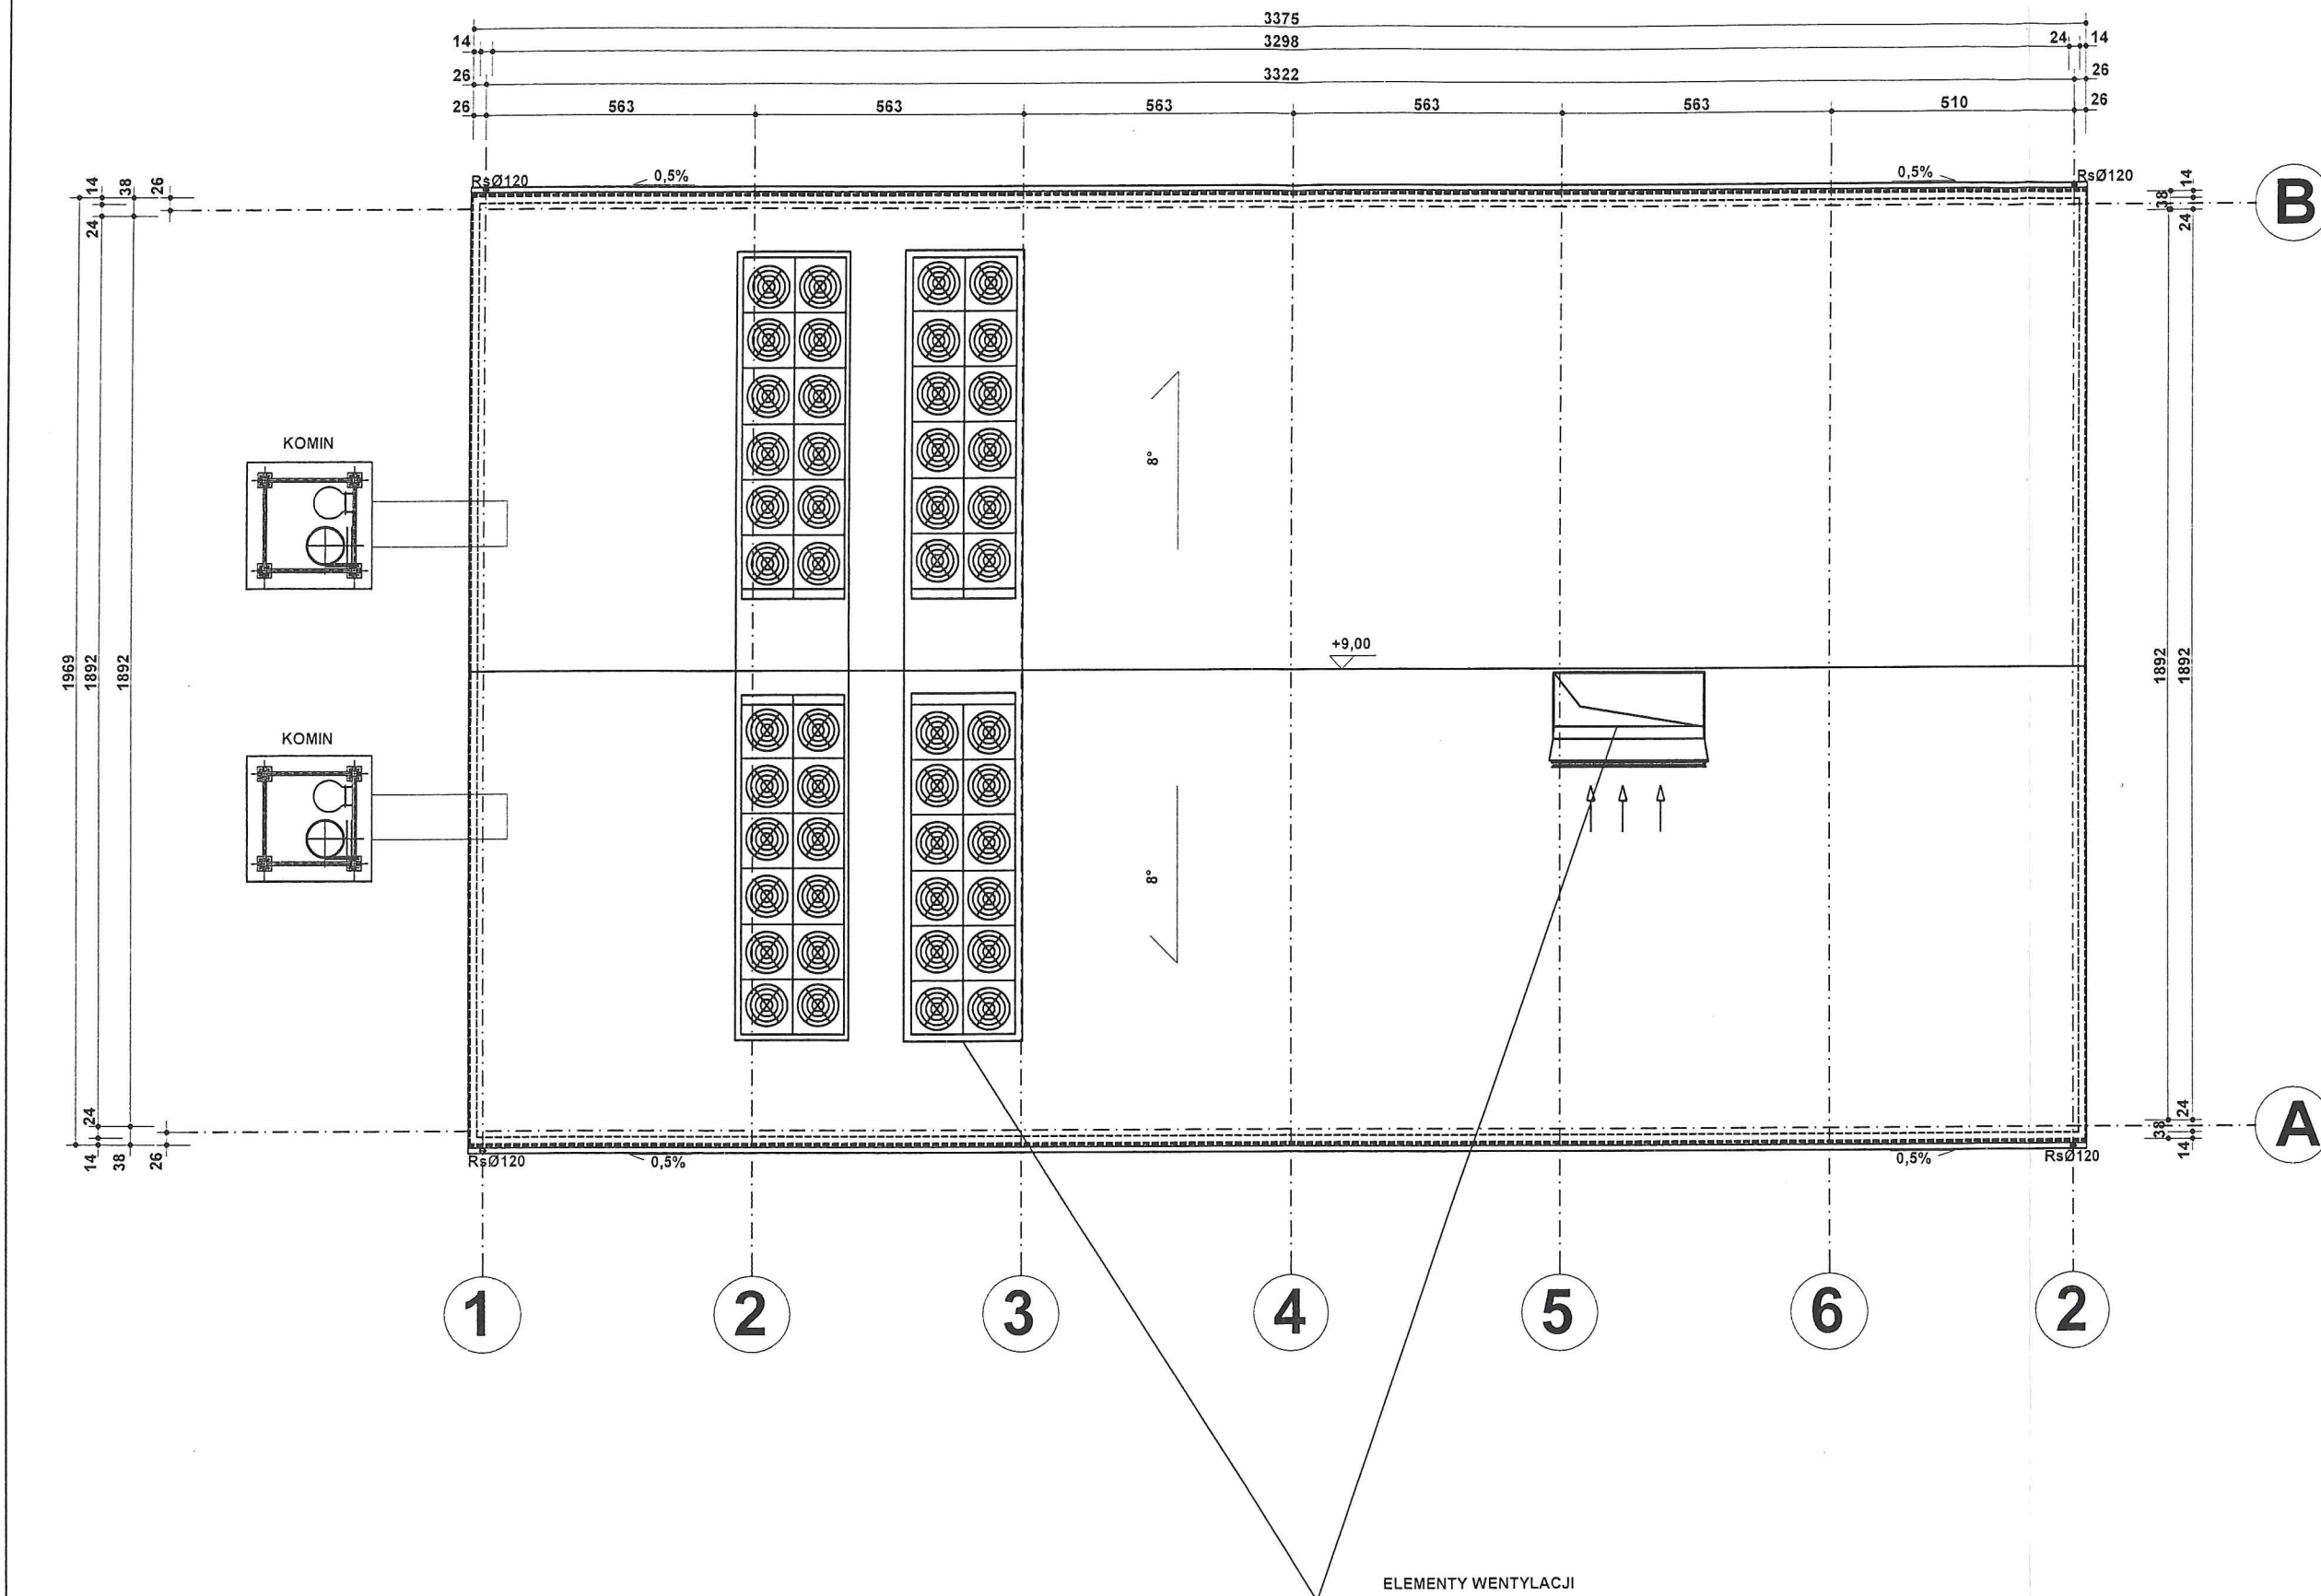 3375
14 3298 24 14
26 3322 26
26 563 563 563 563 563 510 26
RsØ120 0,5% 0,5% RsØ120
14 38 26
24
14
38
24
B
KOMIN
8°
+9,00
1969 1892 1892
1892 1892
KOMIN
8°
24
14 38 26
24
38
14
A
RsØ120 0,5% 0,5% RsØ120
1 2 3 4 5 6 2
ELEMENTY WENTYLACJI